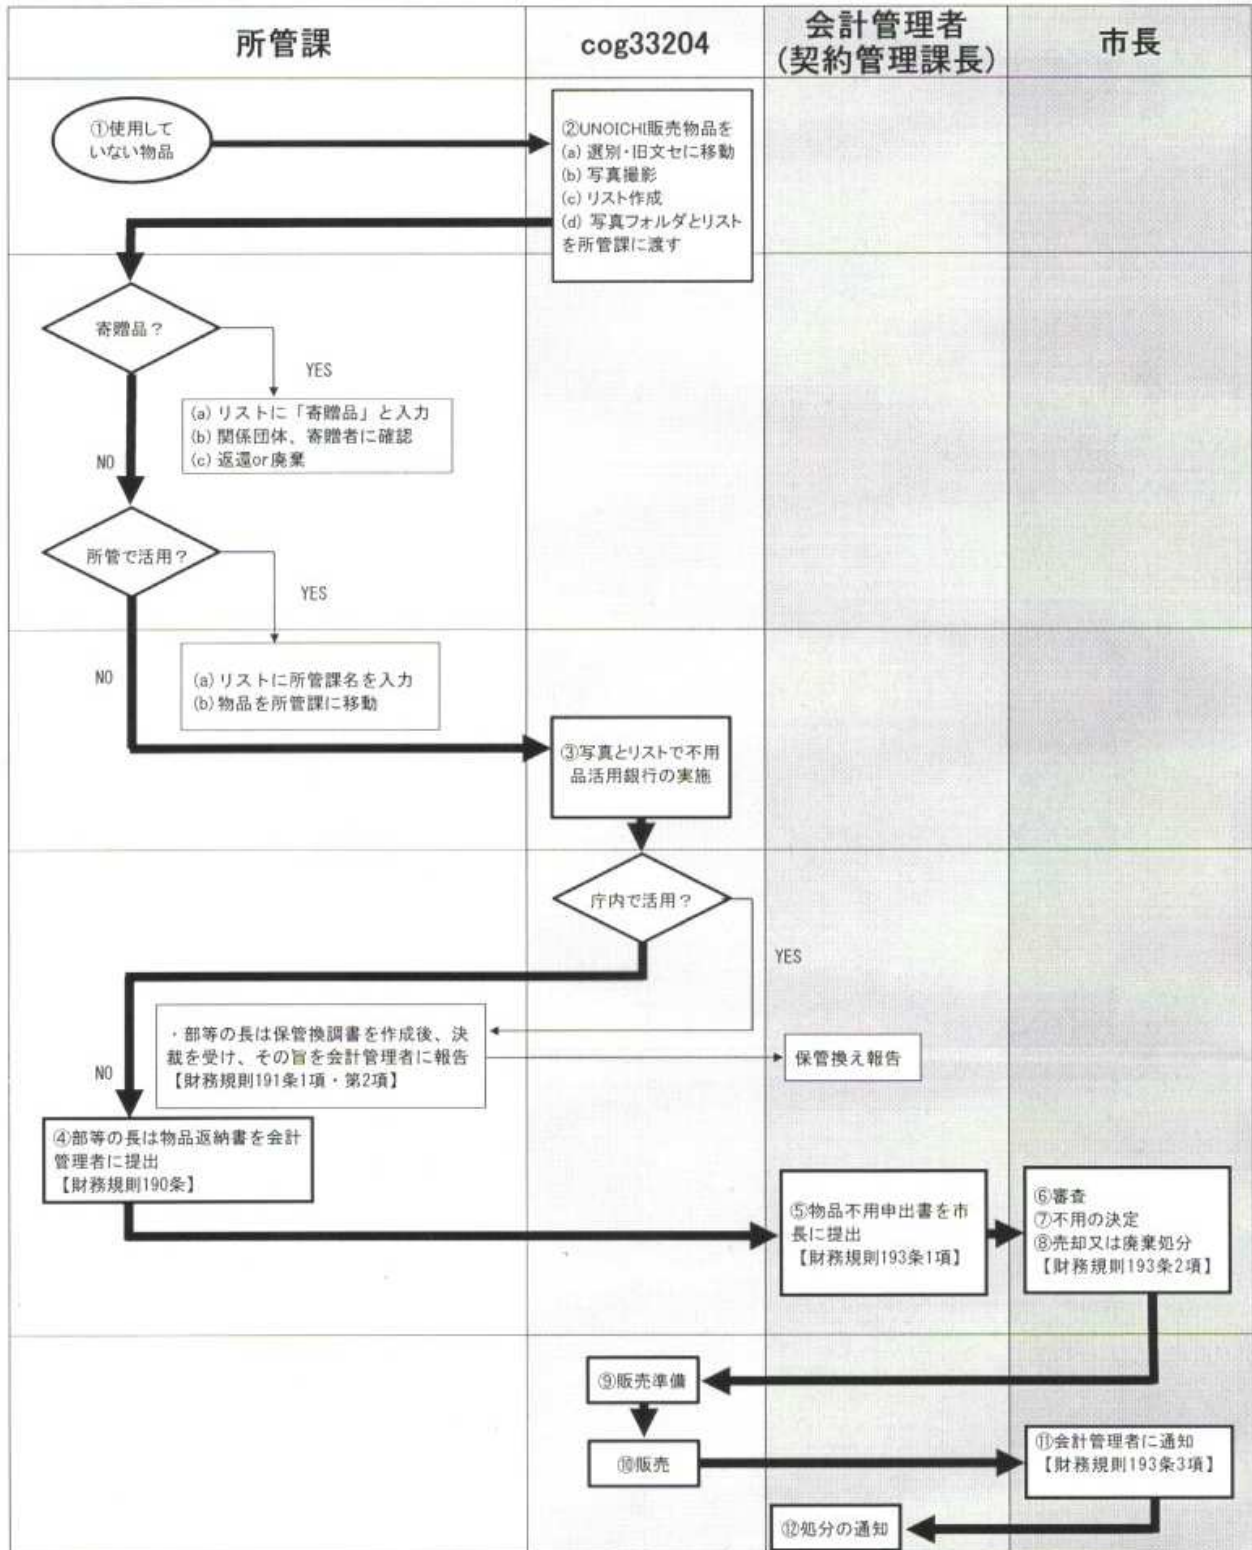 所管課
cog33204
会計管理者
(契約管理課長)
市長
①使用して
いない物品
②UNOICHI販売物品を
(a) 選別・旧文セに移動
(b) 写真撮影
(c) リスト作成
(d) 写真フォルダとリスト
を所管課に渡す
寄贈品？
YES
(a) リストに「寄贈品」と入力
(b) 関係団体、寄贈者に確認
(c) 返還or廃棄
NO
所管で活用？
YES
(a) リストに所管課名を入力
(b) 物品を所管課に移動
NO
③写真とリストで不用
品活用銀行の実施
庁内で活用？
YES
・部等の長は保管換調書を作成後、決
裁を受け、その旨を会計管理者に報告
【財務規則191条1項・第2項】
保管換え報告
NO
④部等の長は物品返納書を会計
管理者に提出
【財務規則190条】
⑤物品不用申出書を市
長に提出
【財務規則193条1項】
⑥審査
⑦不用の決定
⑧売却又は廃棄処分
【財務規則193条2項】
⑨販売準備
⑩販売
⑪会計管理者に通知
【財務規則193条3項】
⑫処分の通知